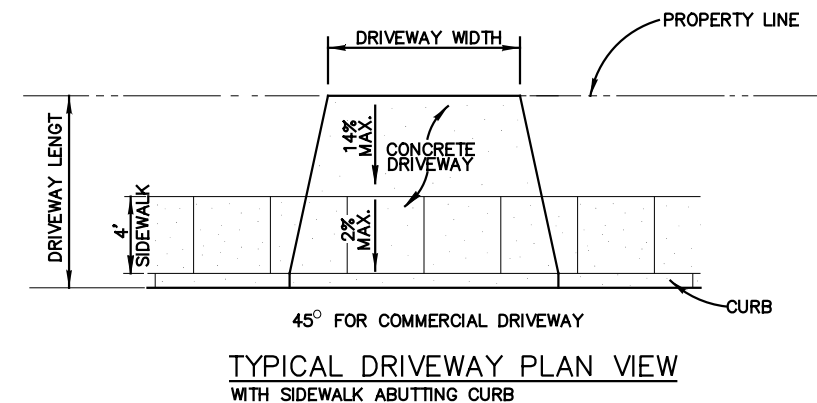 PROPERTY LINE
DRIVEWAY WIDTH
DRIVEWAY LENGT
14%
MAX.
CONCRETE
DRIVEWAY
4'
SIDEWALK
2%
MAX.
CURB
45° FOR COMMERCIAL DRIVEWAY
TYPICAL DRIVEWAY PLAN VIEW
WITH SIDEWALK ABUTTING CURB